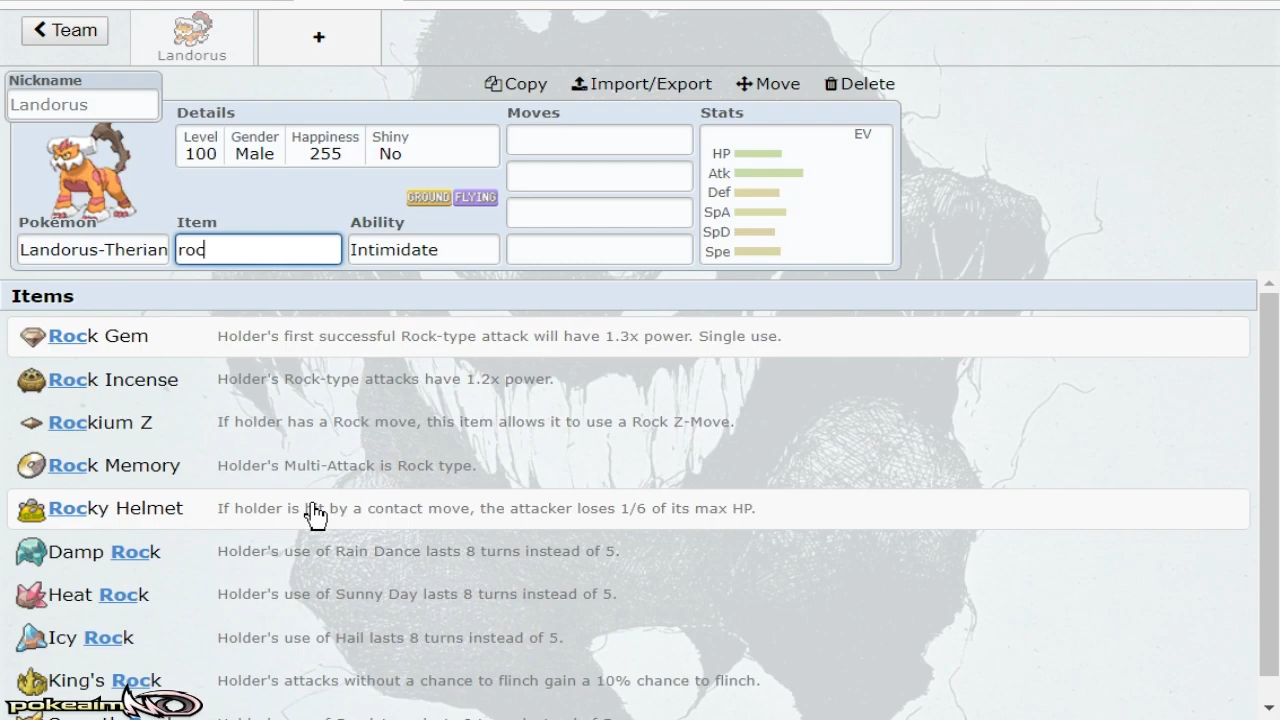 Team
Landorus
+
Nickname
Landorus
Copy Import/Export Move Delete
Details
Level Gender Happiness Shiny
100 Male 255 No
GROUND FLYING
Pokémon Item Ability
Landorus-Therian roc Intimidate
Moves
Stats
EV
HP
Atk
Def
SpA
SpD
Spe
Items
Rock Gem Holder's first successful Rock-type attack will have 1.3x power. Single use.
Rock Incense Holder's Rock-type attacks have 1.2x power.
Rockium Z If holder has a Rock move, this item allows it to use a Rock Z-Move.
Rock Memory Holder's Multi-Attack is Rock type.
Rocky Helmet If holder is hit by a contact move, the attacker loses 1/6 of its max HP.
Damp Rock Holder's use of Rain Dance lasts 8 turns instead of 5.
Heat Rock Holder's use of Sunny Day lasts 8 turns instead of 5.
Icy Rock Holder's use of Hail lasts 8 turns instead of 5.
King's Rock Holder's attacks without a chance to flinch gain a 10% chance to flinch.
pokeaim